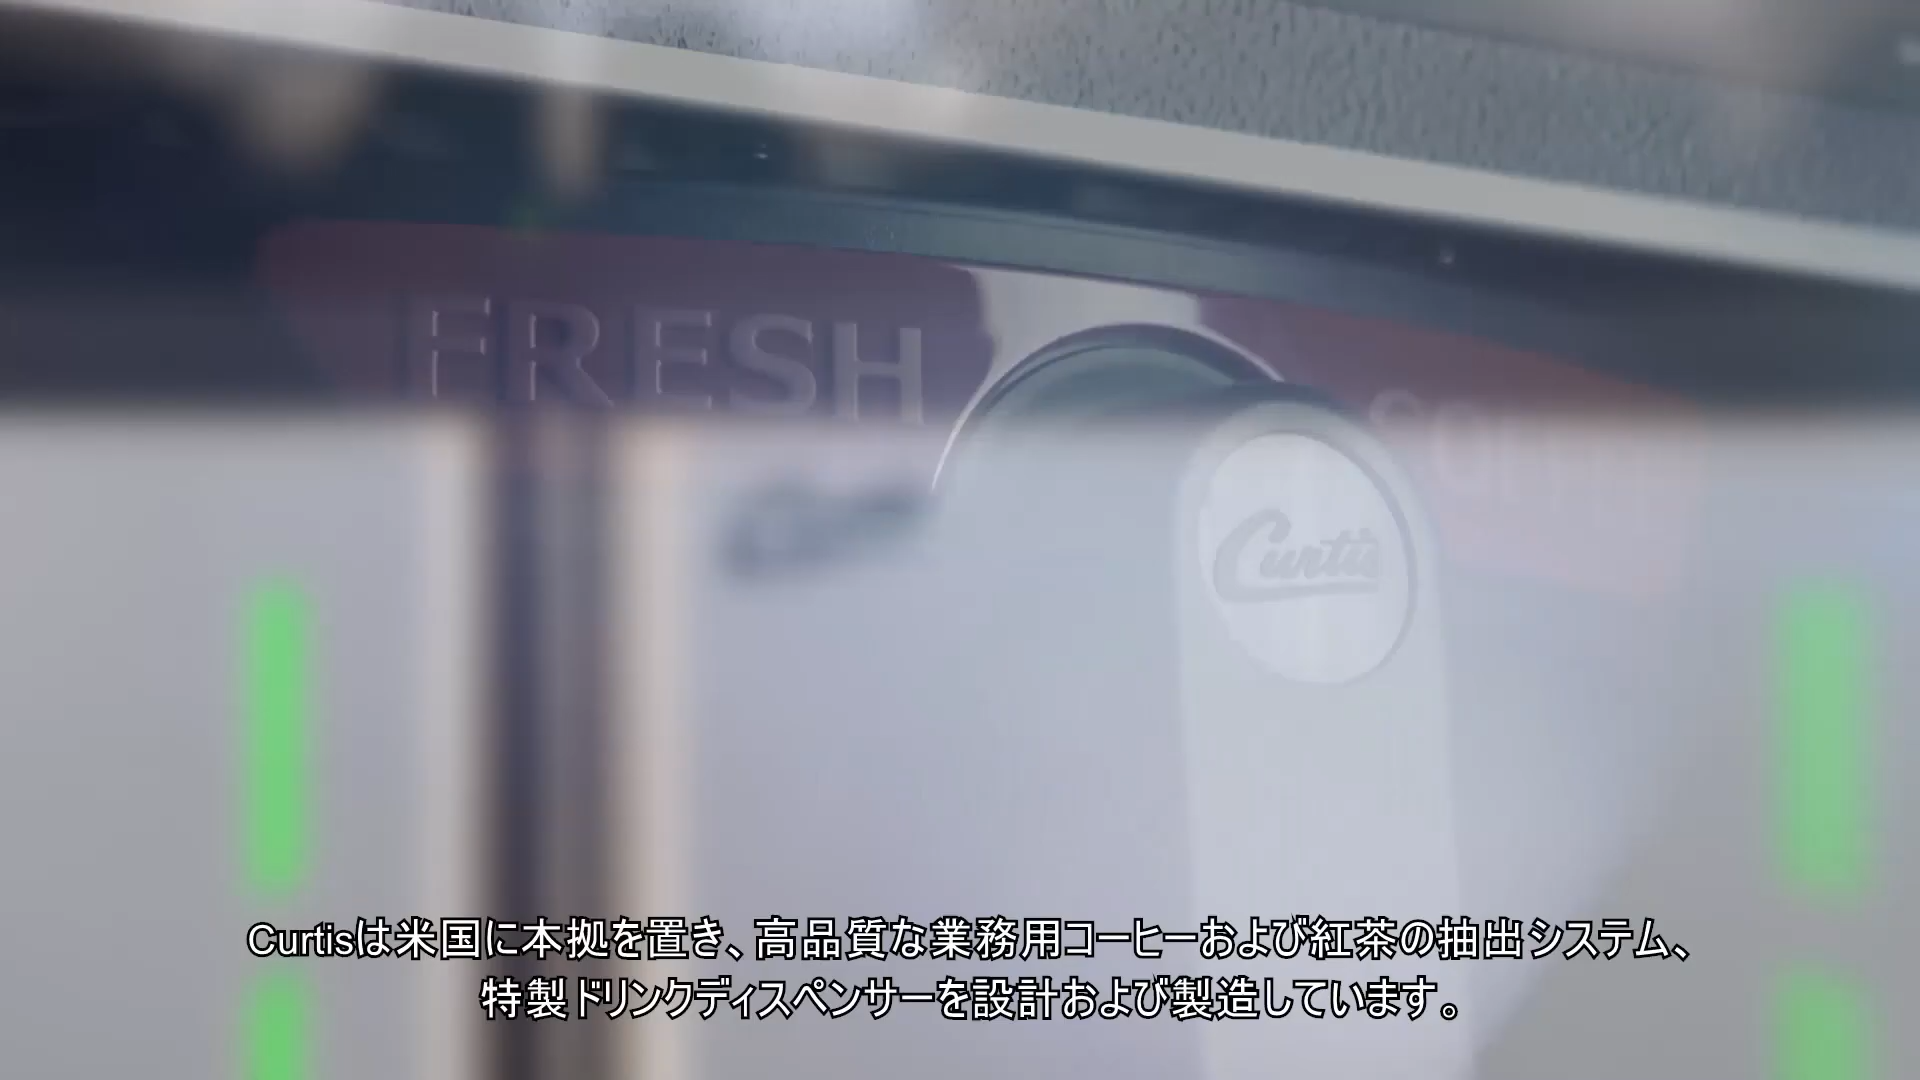 FRESH
Curtis
Curtisは米国に本拠を置き、高品質な業務用コーヒーおよび紅茶の抽出システム、
特製ドリンクディスペンサーを設計および製造しています。